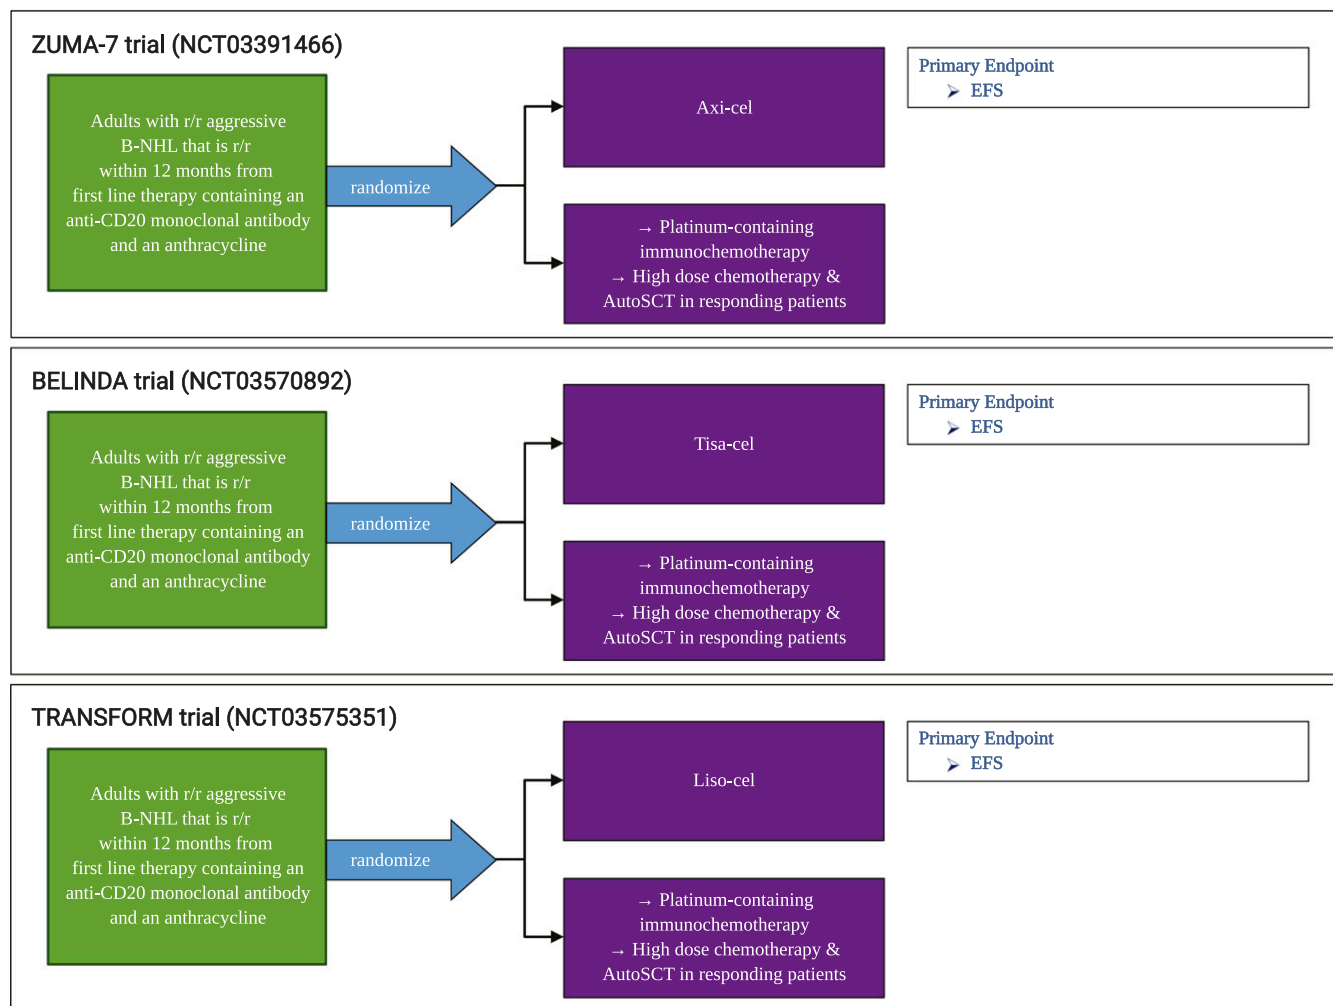 ZUMA-7 trial (NCT03391466)
Adults with r/r aggressive
B-NHL that is r/r
within 12 months from
first line therapy containing an
anti-CD20 monoclonal antibody
and an anthracycline
randomize
Axi-cel
→ Platinum-containing
immunochemotherapy
→ High dose chemotherapy &
AutoSCT in responding patients
Primary Endpoint
➢ EFS
BELINDA trial (NCT03570892)
Adults with r/r aggressive
B-NHL that is r/r
within 12 months from
first line therapy containing an
anti-CD20 monoclonal antibody
and an anthracycline
randomize
Tisa-cel
→ Platinum-containing
immunochemotherapy
→ High dose chemotherapy &
AutoSCT in responding patients
Primary Endpoint
➢ EFS
TRANSFORM trial (NCT03575351)
Adults with r/r aggressive
B-NHL that is r/r
within 12 months from
first line therapy containing an
anti-CD20 monoclonal antibody
and an anthracycline
randomize
Liso-cel
→ Platinum-containing
immunochemotherapy
→ High dose chemotherapy &
AutoSCT in responding patients
Primary Endpoint
➢ EFS